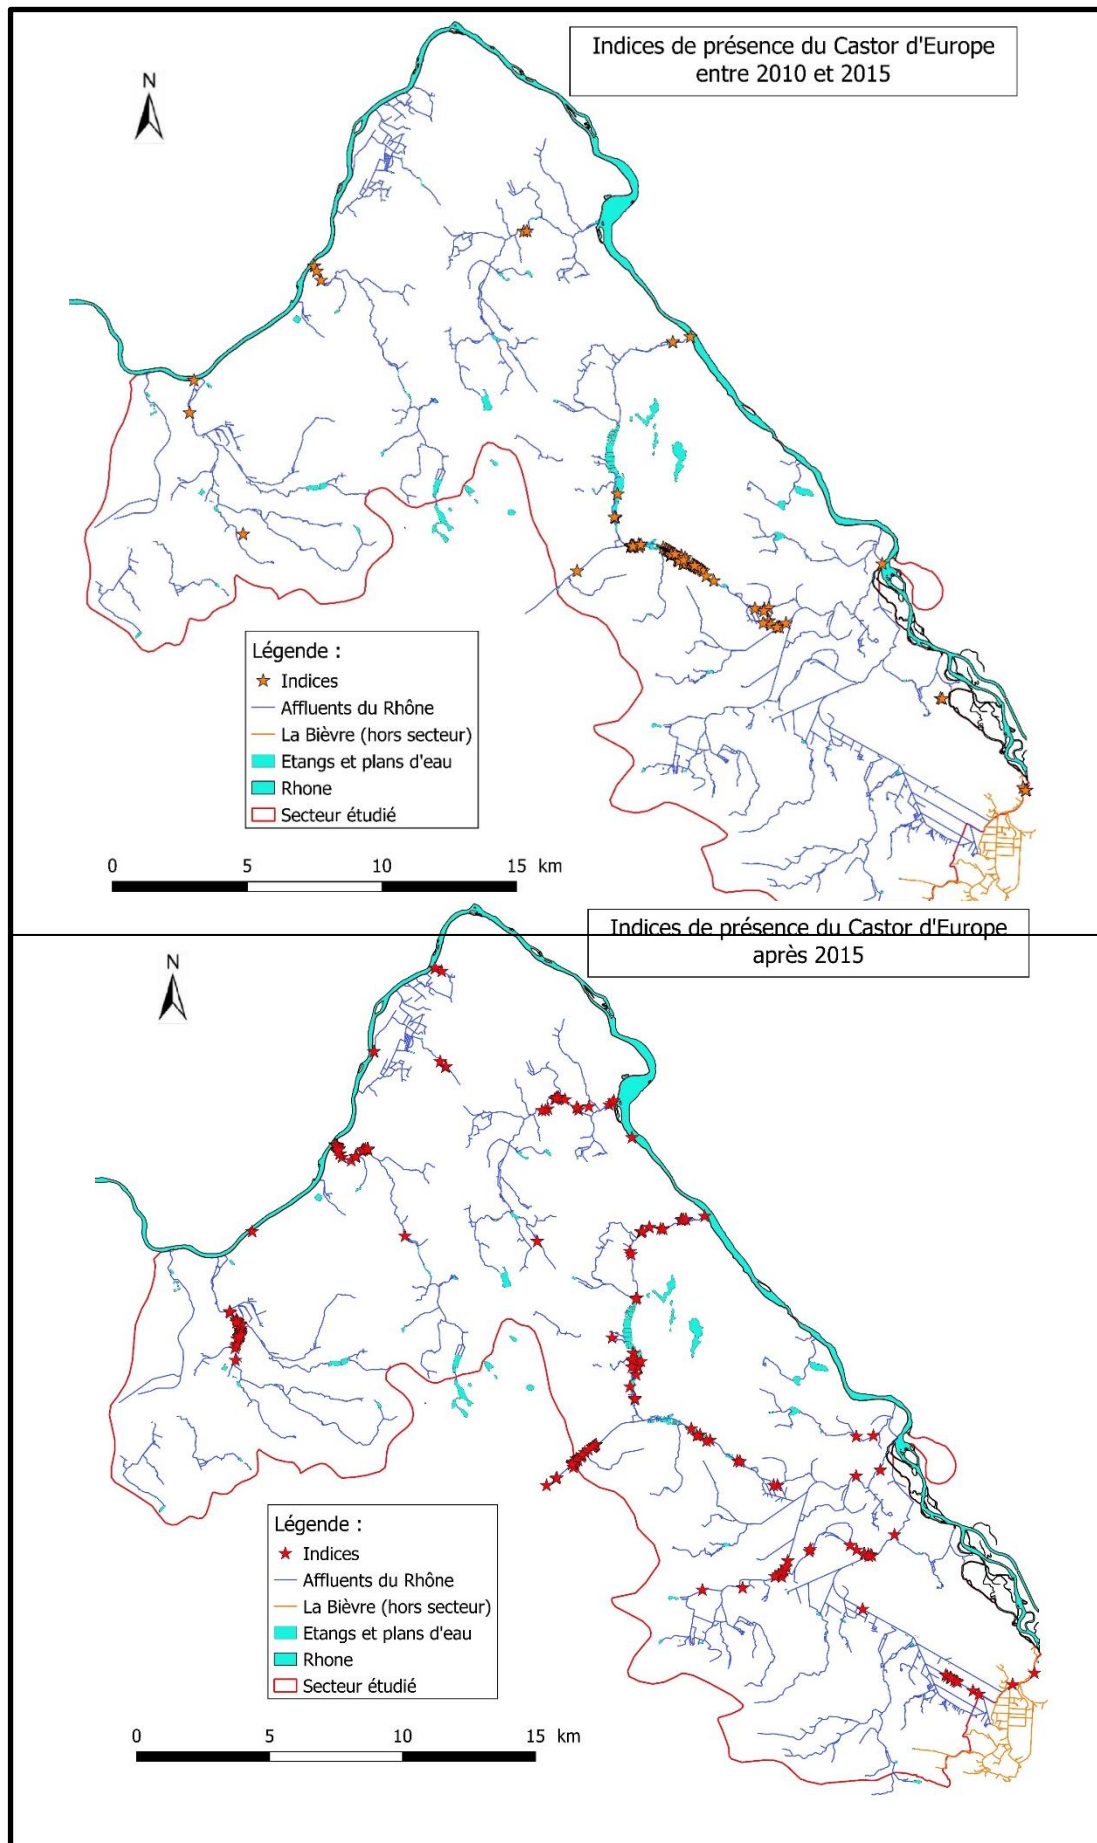 Indices de présence du Castor d'Europe
entre 2010 et 2015
N
Légende :
Indices
Affluents du Rhône
La Bièvre (hors secteur)
Etangs et plans d'eau
Rhone
Secteur étudié
0 5 10 15 km
Indices de présence du Castor d'Europe
après 2015
N
Légende :
Indices
Affluents du Rhône
La Bièvre (hors secteur)
Etangs et plans d'eau
Rhone
Secteur étudié
0 5 10 15 km